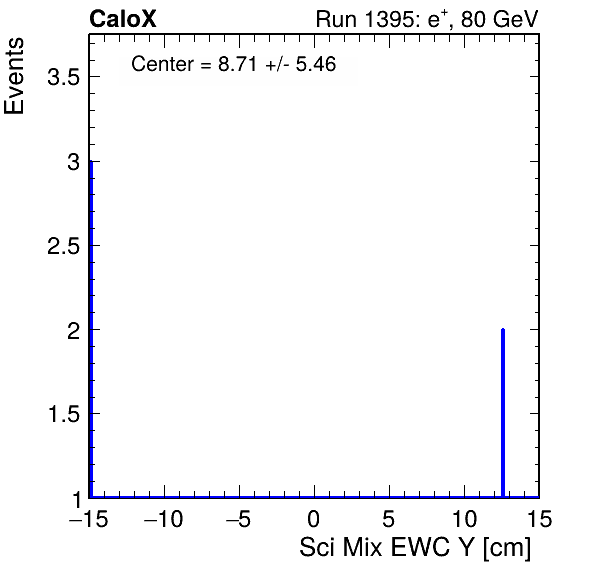 CaloX Run 1395: e⁺, 80 GeV
Center = 8.71 +/- 5.46
Events
3.5
3
2.5
2
1.5
1
−15 −10 −5 0 5 10 15
Sci Mix EWC Y [cm]